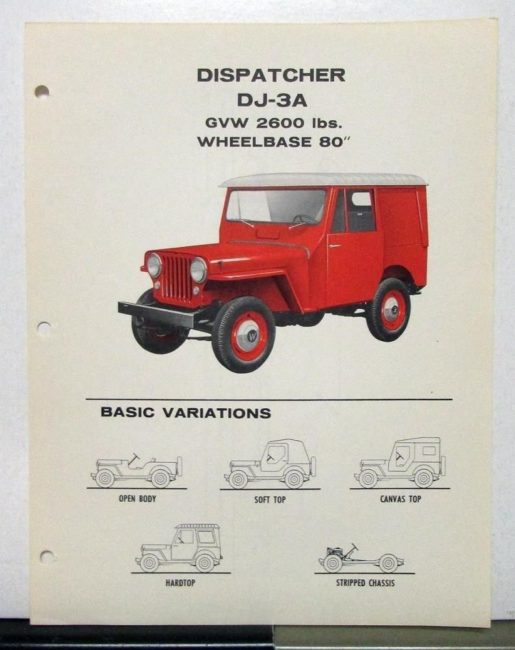 DISPATCHER
DJ-3A
GVW 2600 lbs.
WHEELBASE 80"
BASIC VARIATIONS
OPEN BODY
SOFT TOP
CANVAS TOP
HARDTOP
STRIPPED CHASSIS